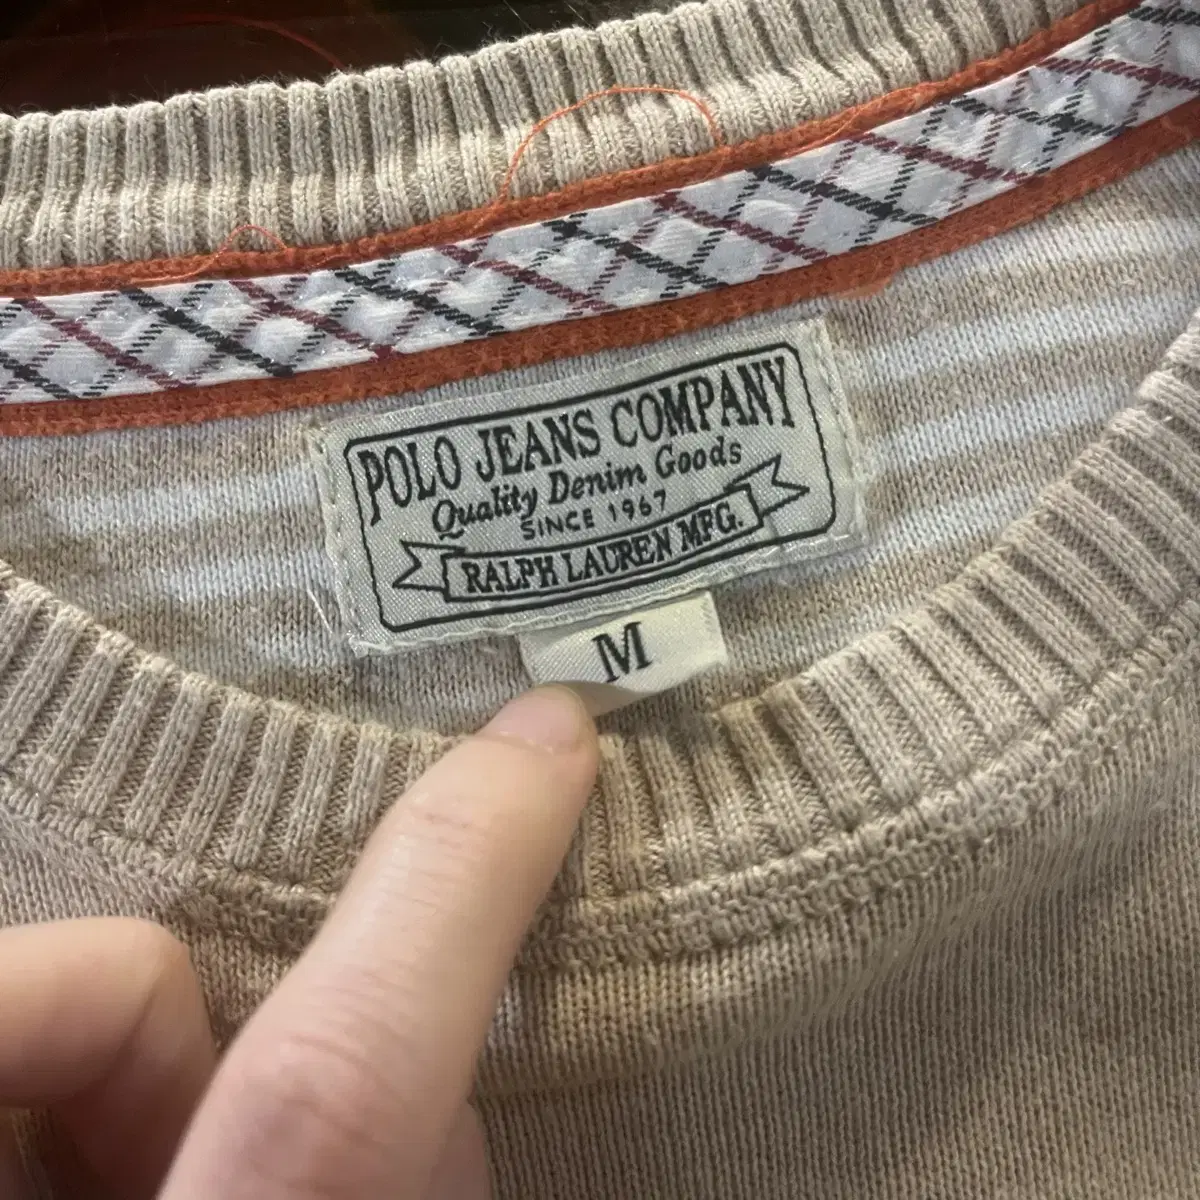 POLO JEANS COMPANY
Quality Denim Goods
SINCE 1967
RALPH LAUREN MFG.
M